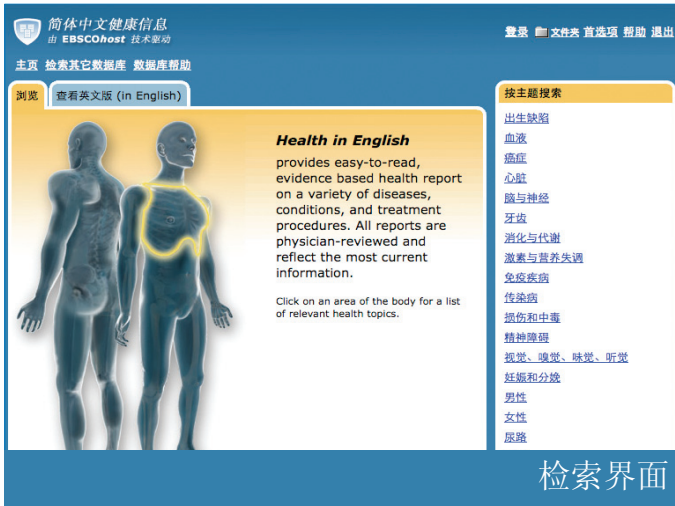 简体中文健康信息
由 EBSCOhost 技术驱动
登录 文件夹 首选项 帮助 退出
主页 检索其它数据库 数据库帮助
浏览 查看英文版 (in English)
Health in English
provides easy-to-read,
evidence based health report
on a variety of diseases,
conditions, and treatment
procedures. All reports are
physician-reviewed and
reflect the most current
information.
Click on an area of the body for a list
of relevant health topics.
按主题搜索
出生缺陷
血液
癌症
心脏
脑与神经
牙齿
消化与代谢
激素与营养失调
免疫疾病
传染病
损伤和中毒
精神障碍
视觉、嗅觉、味觉、听觉
妊娠和分娩
男性
女性
尿路
检索界面